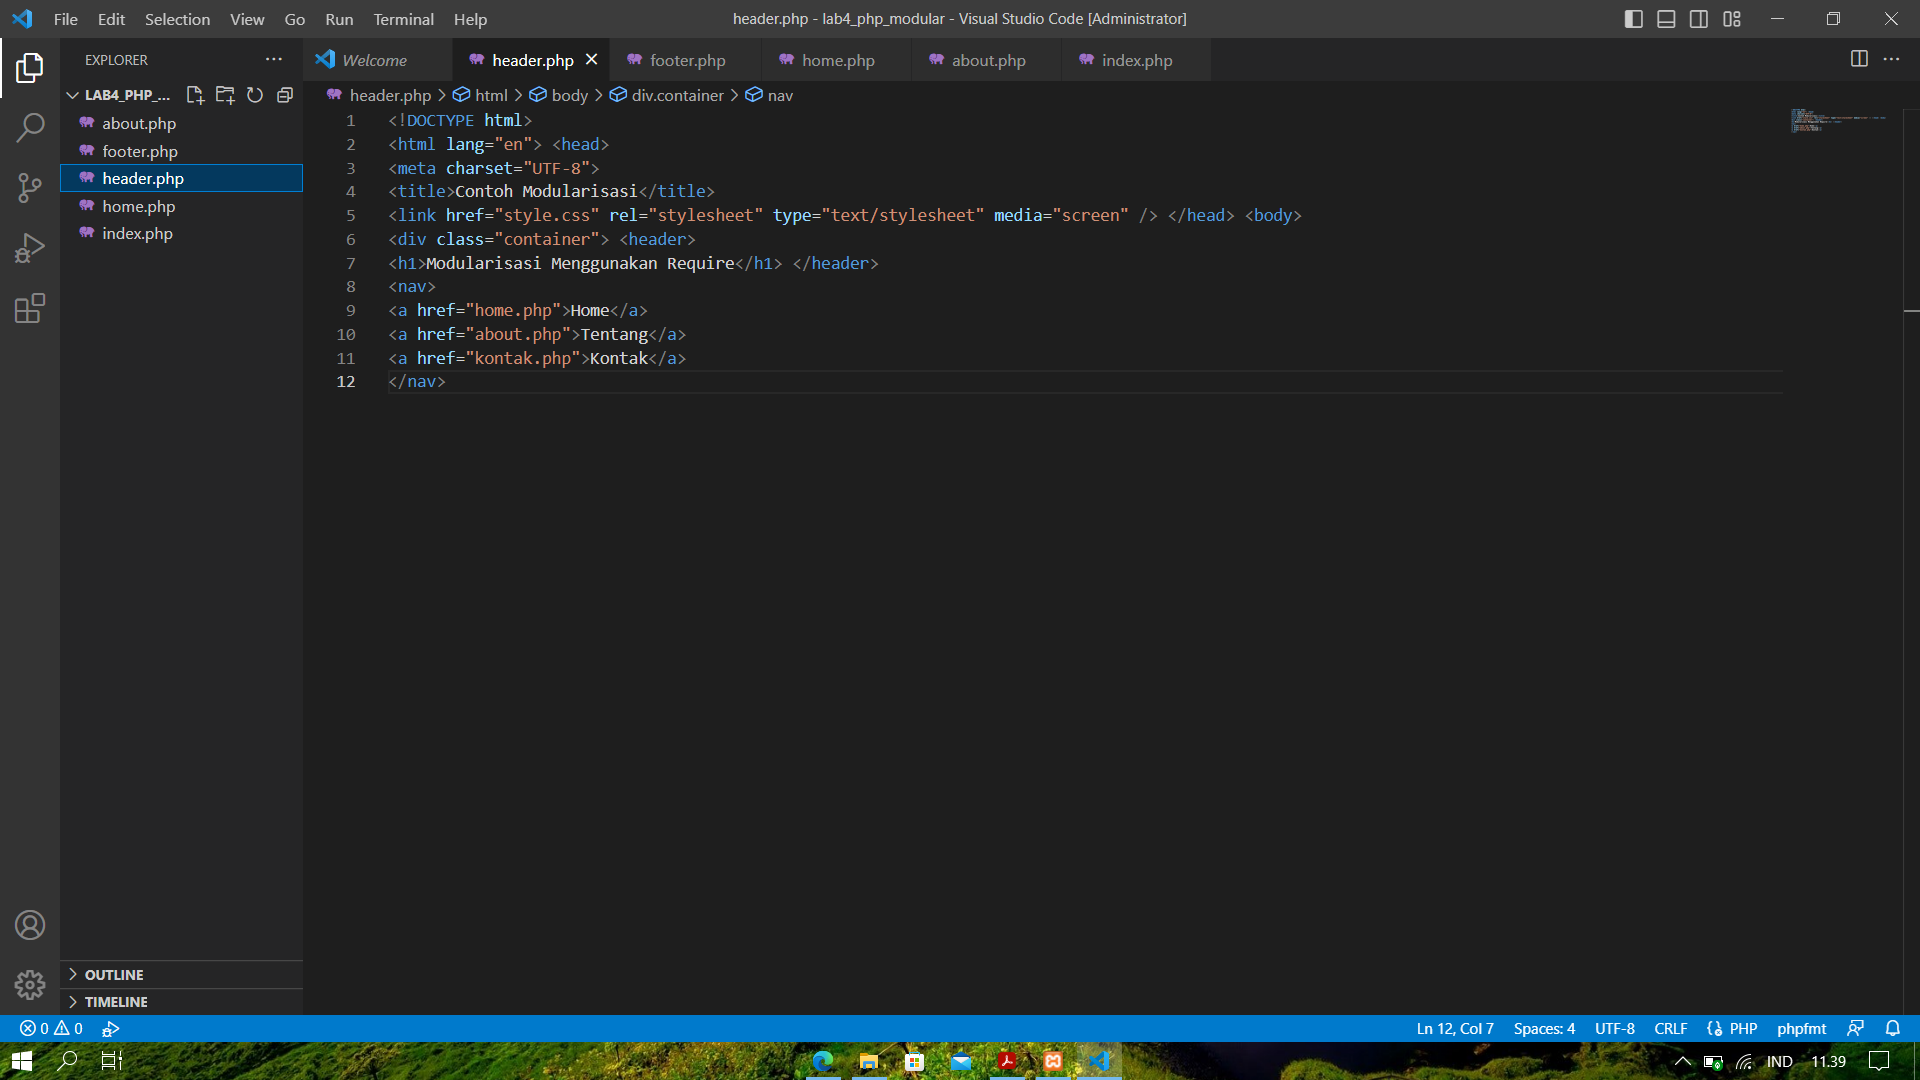 File Edit Selection View Go Run Terminal Help
header.php - lab4_php_modular - Visual Studio Code [Administrator]
EXPLORER
LAB4_PHP_...
about.php
footer.php
header.php
home.php
index.php
OUTLINE
TIMELINE
Welcome header.php footer.php home.php about.php index.php
header.php > html > body > div.container > nav
1 <!DOCTYPE html>
2 <html lang="en"> <head>
3 <meta charset="UTF-8">
4 <title>Contoh Modularisasi</title>
5 <link href="style.css" rel="stylesheet" type="text/stylesheet" media="screen" /> </head> <body>
6 <div class="container"> <header>
7 <h1>Modularisasi Menggunakan Require</h1> </header>
8 <nav>
9 <a href="home.php">Home</a>
10 <a href="about.php">Tentang</a>
11 <a href="kontak.php">Kontak</a>
12 </nav>
0 0
Ln 12, Col 7 Spaces: 4 UTF-8 CRLF PHP phpfmt
IND 11.39